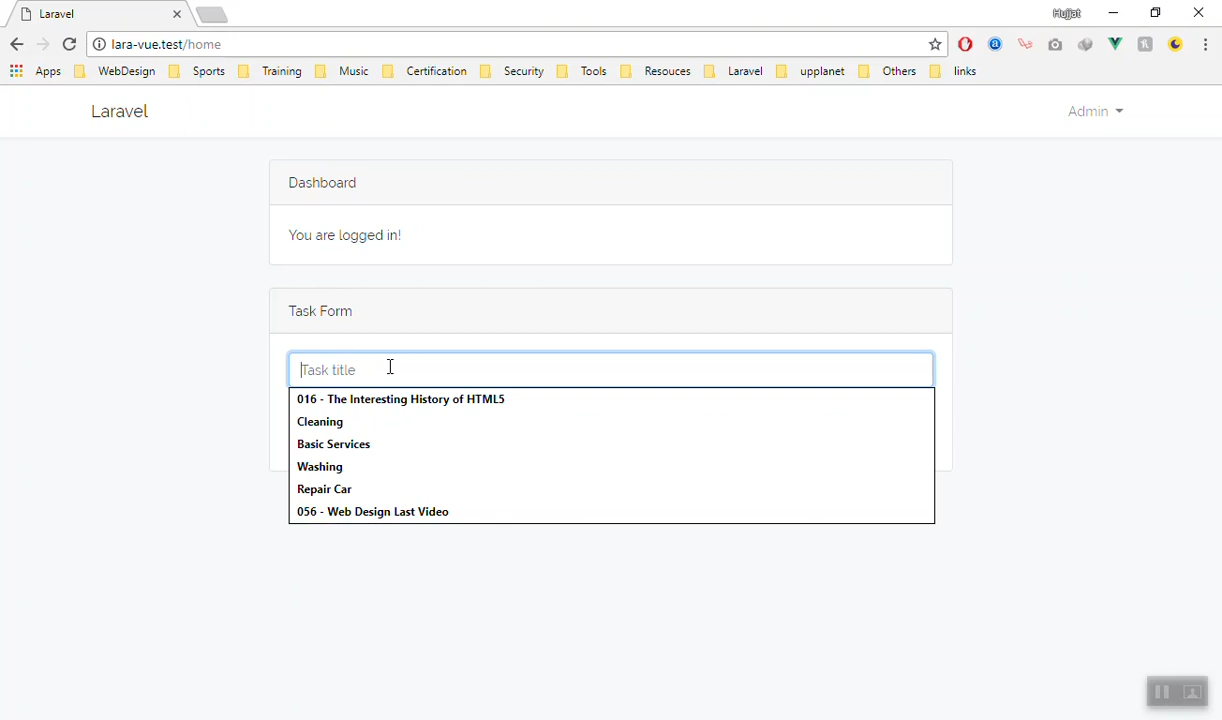 Laravel
Hujjat
lara-vue.test/home
Apps WebDesign Sports Training Music Certification Security Tools Resouces Laravel upplanet Others links
Laravel Admin
Dashboard
You are logged in!
Task Form
Task title
016 - The Interesting History of HTML5
Cleaning
Basic Services
Washing
Repair Car
056 - Web Design Last Video